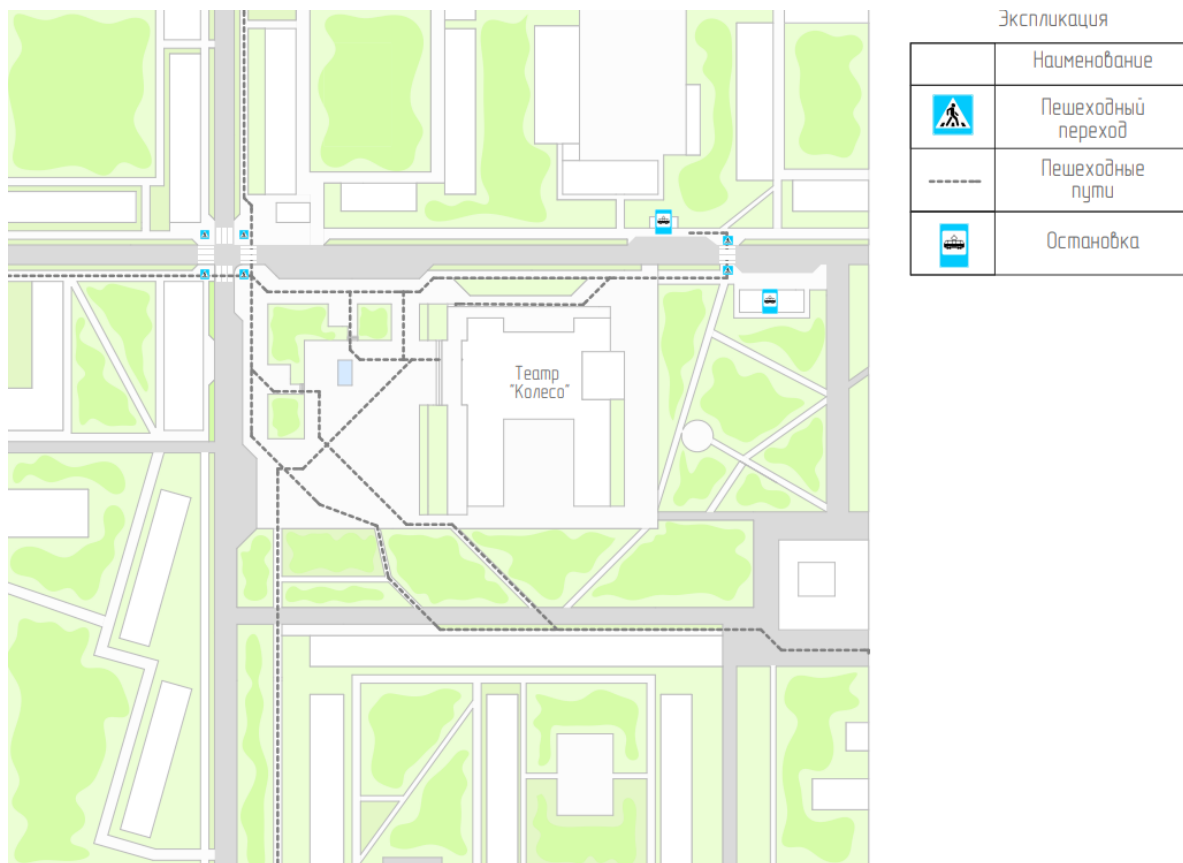 Экспликация
Наименование
Пешеходный
переход
Пешеходные
пути
Остановка
Театр
"Колесо"